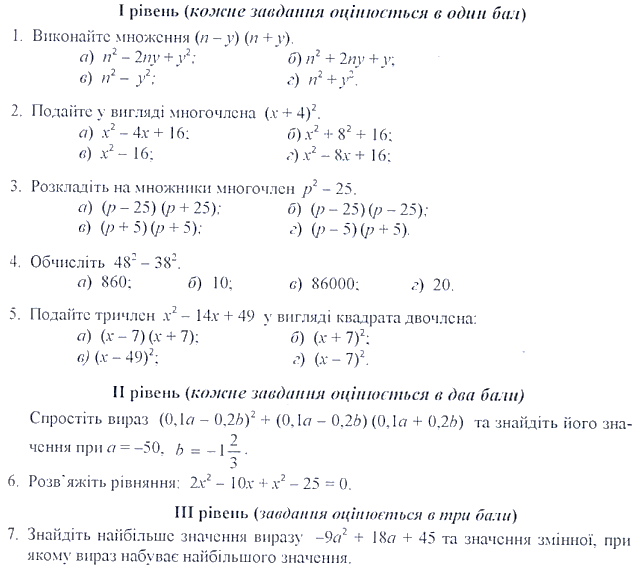 І рівень (кожне завдання оцінюється в один бал)
1. Виконайте множення (n – y) (n + y).
а) n² – 2ny + y²; б) n² + 2ny + y;
в) n² – y²; г) n² + y².
2. Подайте у вигляді многочлена (x + 4)².
а) x² – 4x + 16; б) x² + 8² + 16;
в) x² – 16; г) x² – 8x + 16;
3. Розкладіть на множники многочлен p² – 25.
а) (p – 25) (p + 25); б) (p – 25) (p – 25);
в) (p + 5) (p + 5); г) (p – 5) (p + 5).
4. Обчисліть 48² – 38².
а) 860; б) 10; в) 86000; г) 20.
5. Подайте тричлен x² – 14x + 49 у вигляді квадрата двочлена:
а) (x – 7) (x + 7); б) (x + 7)²;
в) (x – 49)²; г) (x – 7)².
ІІ рівень (кожне завдання оцінюється в два бали)
Спростіть вираз (0,1a – 0,2b)² + (0,1a – 0,2b) (0,1a + 0,2b) та знайдіть його зна-
чення при a = –50, b = –1 2/3.
6. Розв`яжіть рівняння: 2x² – 10x + x² – 25 = 0.
ІІІ рівень (завдання оцінюється в три бали)
7. Знайдіть найбільше значення виразу –9a² + 18a + 45 та значення змінної, при
якому вираз набуває найбільшого значення.